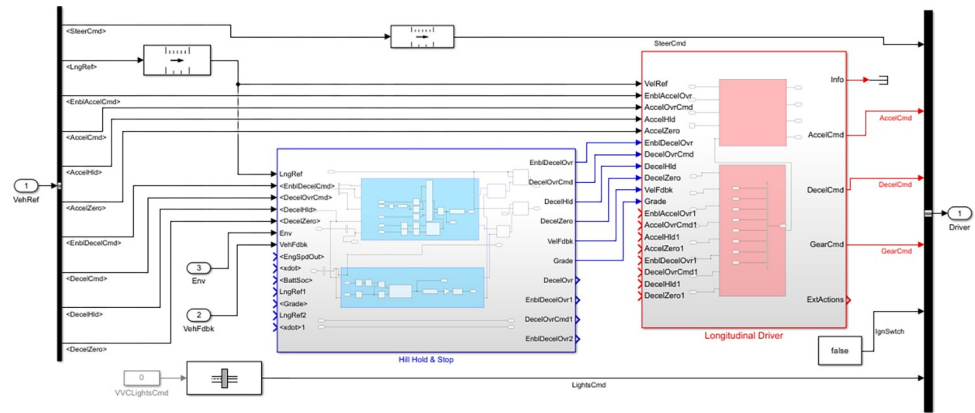 <SteerCmd>
SteerCmd
<LngRef>
<EnblAccelCmd>
<AccelCmd>
<AccelHld>
1
VehRef
<AccelZero>
<EnblDecelCmd>
<DecelCmd>
<DecelHld>
<DecelZero>
3
Env
2
VehFdbk
0
VVCLightsCmd
LngRef
<EnblDecelCmd>
<DecelOvrCmd>
<DecelHld>
<DecelZero>
Env
VehFdbk
<EngSpdOut>
<xdot>
<BattSoc>
LngRef1
<Grade>
LngRef2
<xdot>1
EnblDecelOvr
DecelOvrCmd
DecelHld
DecelZero
VelFdbk
Grade
DecelOvr
EnblDecelOvr1
DecelOvrCmd1
EnblDecelOvr2
Hill Hold & Stop
VelRef
EnblAccelOvr
AccelOvrCmd
AccelHld
AccelZero
EnblDecelOvr
DecelOvrCmd
DecelHld
DecelZero
VelFdbk
Grade
EnblAccelOvr1
AccelOvrCmd1
AccelHld1
AccelZero1
EnblDecelOvr1
DecelOvrCmd1
DecelHld1
DecelZero1
Info
AccelCmd
DecelCmd
GearCmd
ExtActions
Longitudinal Driver
AccelCmd
DecelCmd
GearCmd
false
IgnSwtch
LightsCmd
1
Driver